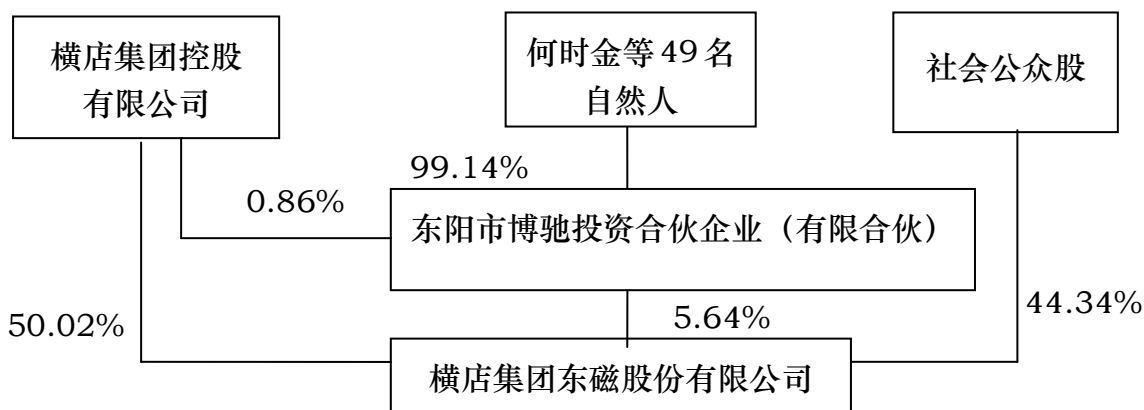 横店集团控股
有限公司
何时金等 49 名
自然人
社会公众股
99.14%
0.86%
东阳市博驰投资合伙企业（有限合伙）
50.02%
5.64%
44.34%
横店集团东磁股份有限公司